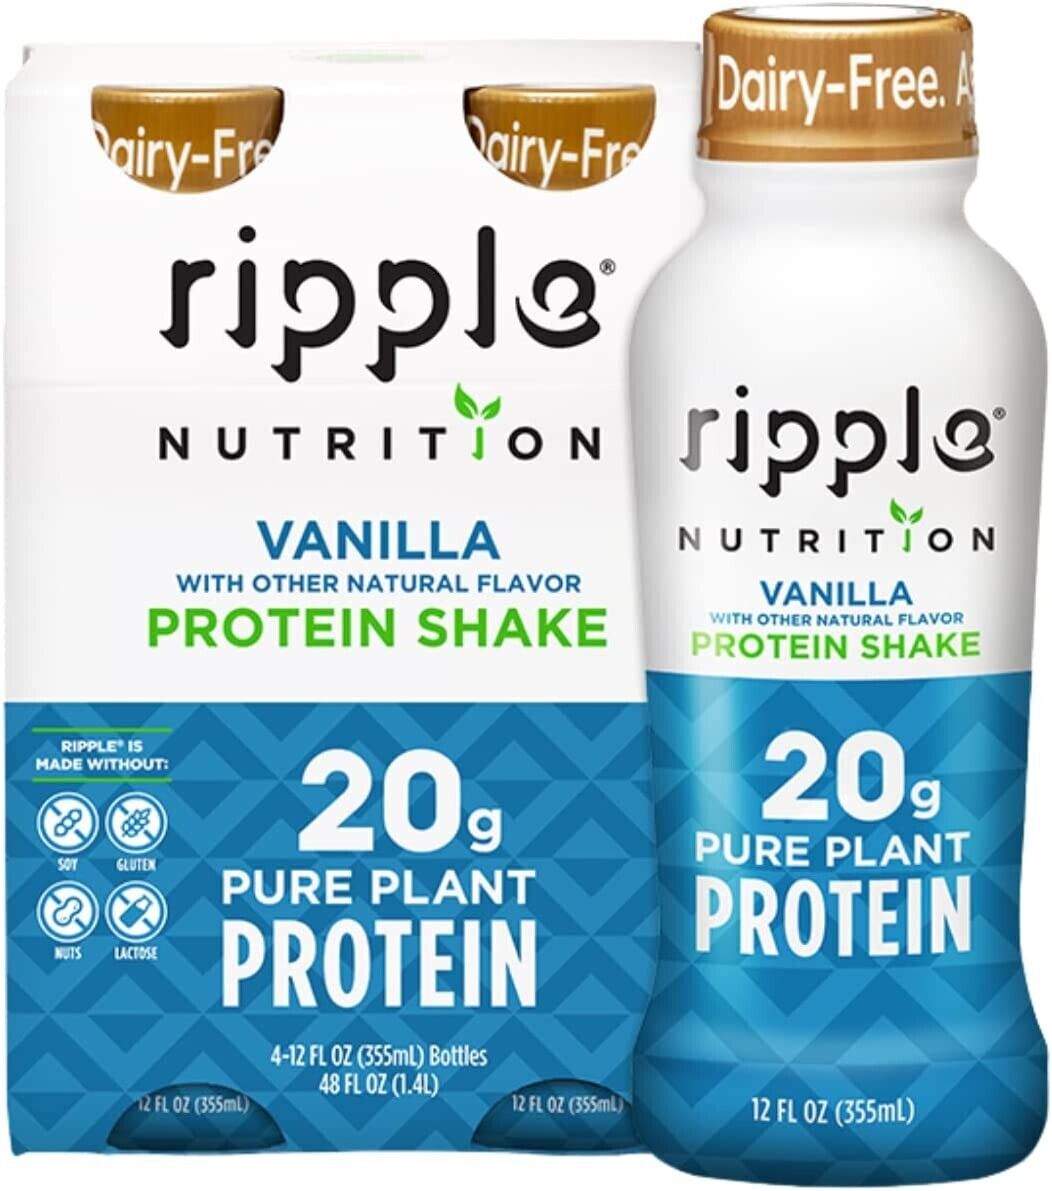 airy-Fre
Dairy-Fre
ripple®
NUTRITION
VANILLA
WITH OTHER NATURAL FLAVOR
PROTEIN SHAKE
RIPPLE® IS
MADE WITHOUT:
SOY
GLUTEN
NUTS
LACTOSE
20g
PURE PLANT
PROTEIN
4-12 FL OZ (355mL) Bottles
48 FL OZ (1.4L)
12 FL OZ (355mL)
12 FL OZ (355mL)
Dairy-Free. A
ripple®
NUTRITION
VANILLA
WITH OTHER NATURAL FLAVOR
PROTEIN SHAKE
20g
PURE PLANT
PROTEIN
12 FL OZ (355mL)